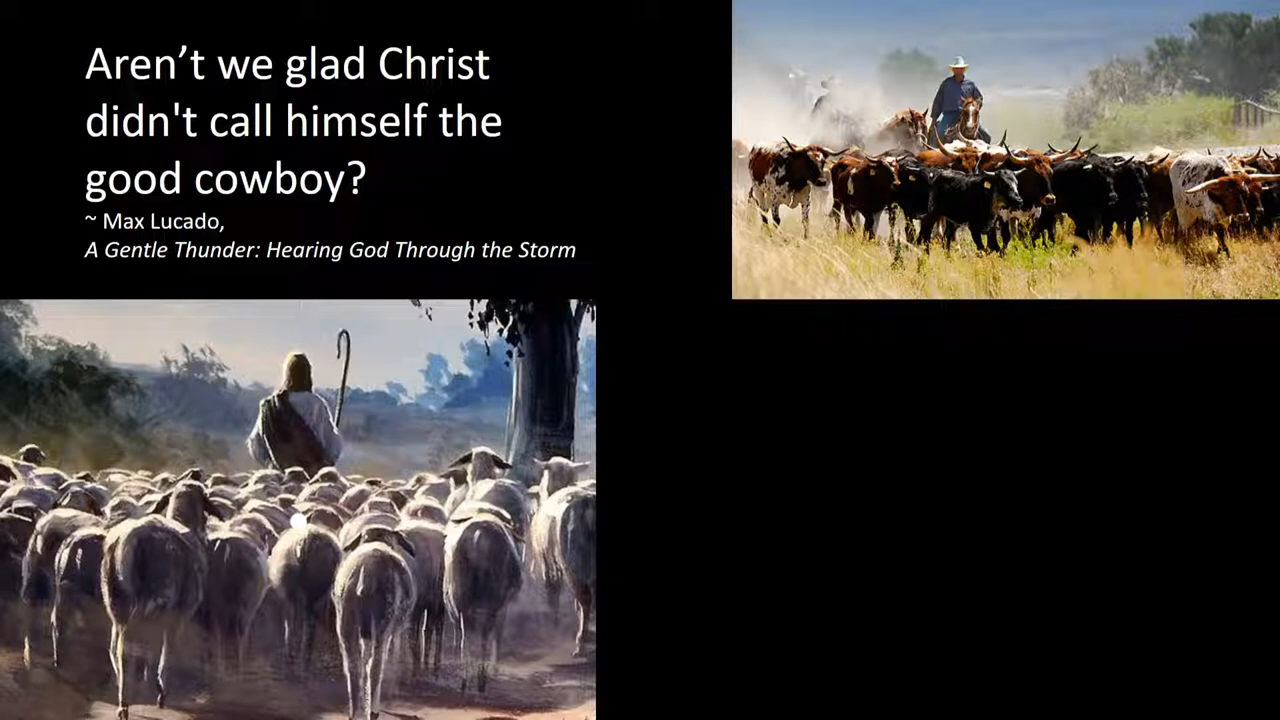 Aren’t we glad Christ
didn't call himself the
good cowboy?
~ Max Lucado,
A Gentle Thunder: Hearing God Through the Storm